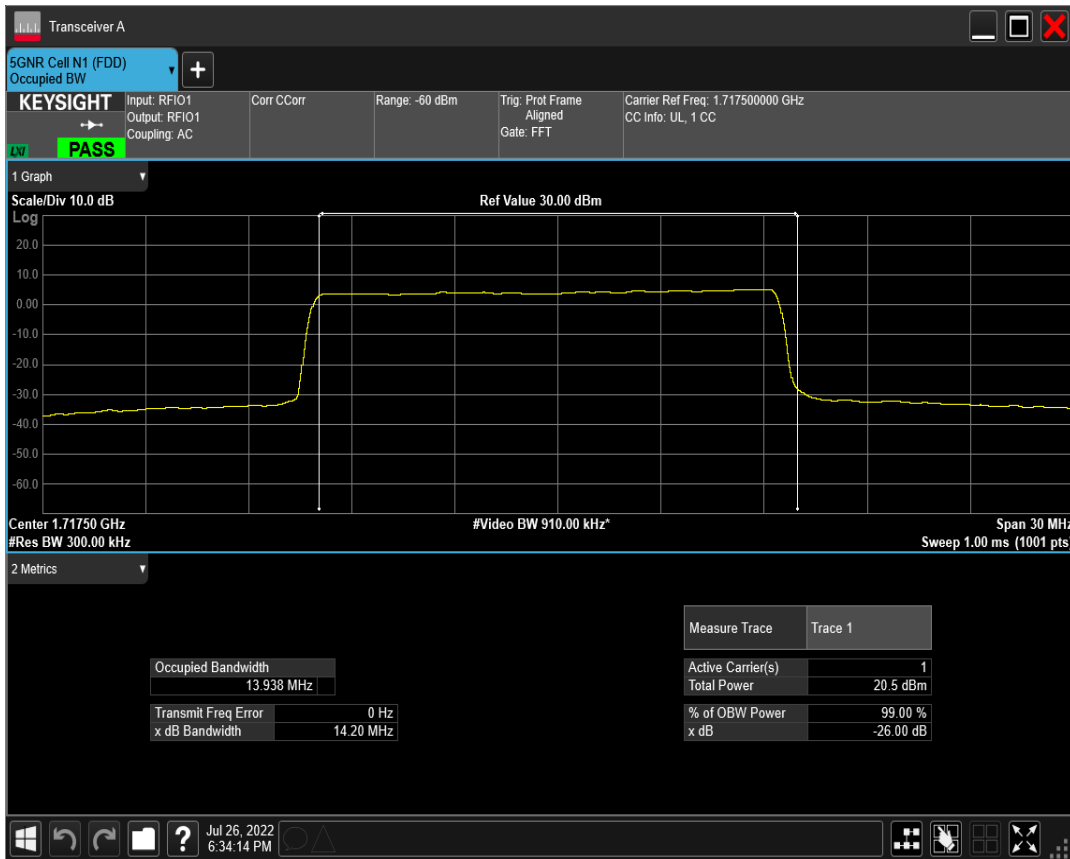 Transceiver A
5GNR Cell N1 (FDD)
Occupied BW
+
KEYSIGHT
LXI
PASS
Input: RFIO1
Output: RFIO1
Coupling: AC
Corr CCorr
Range: -60 dBm
Trig: Prot Frame
Aligned
Gate: FFT
Carrier Ref Freq: 1.717500000 GHz
CC Info: UL, 1 CC
1 Graph
Scale/Div 10.0 dB
Ref Value 30.00 dBm
Log
20.0
10.0
0.00
-10.0
-20.0
-30.0
-40.0
-50.0
-60.0
Center 1.71750 GHz
#Video BW 910.00 kHz*
Span 30 MHz
#Res BW 300.00 kHz
Sweep 1.00 ms (1001 pts)
2 Metrics
Measure Trace Trace 1
Occupied Bandwidth
13.938 MHz
Active Carrier(s) 1
Total Power 20.5 dBm
Transmit Freq Error 0 Hz
x dB Bandwidth 14.20 MHz
% of OBW Power 99.00 %
x dB -26.00 dB
?
Jul 26, 2022
6:34:14 PM